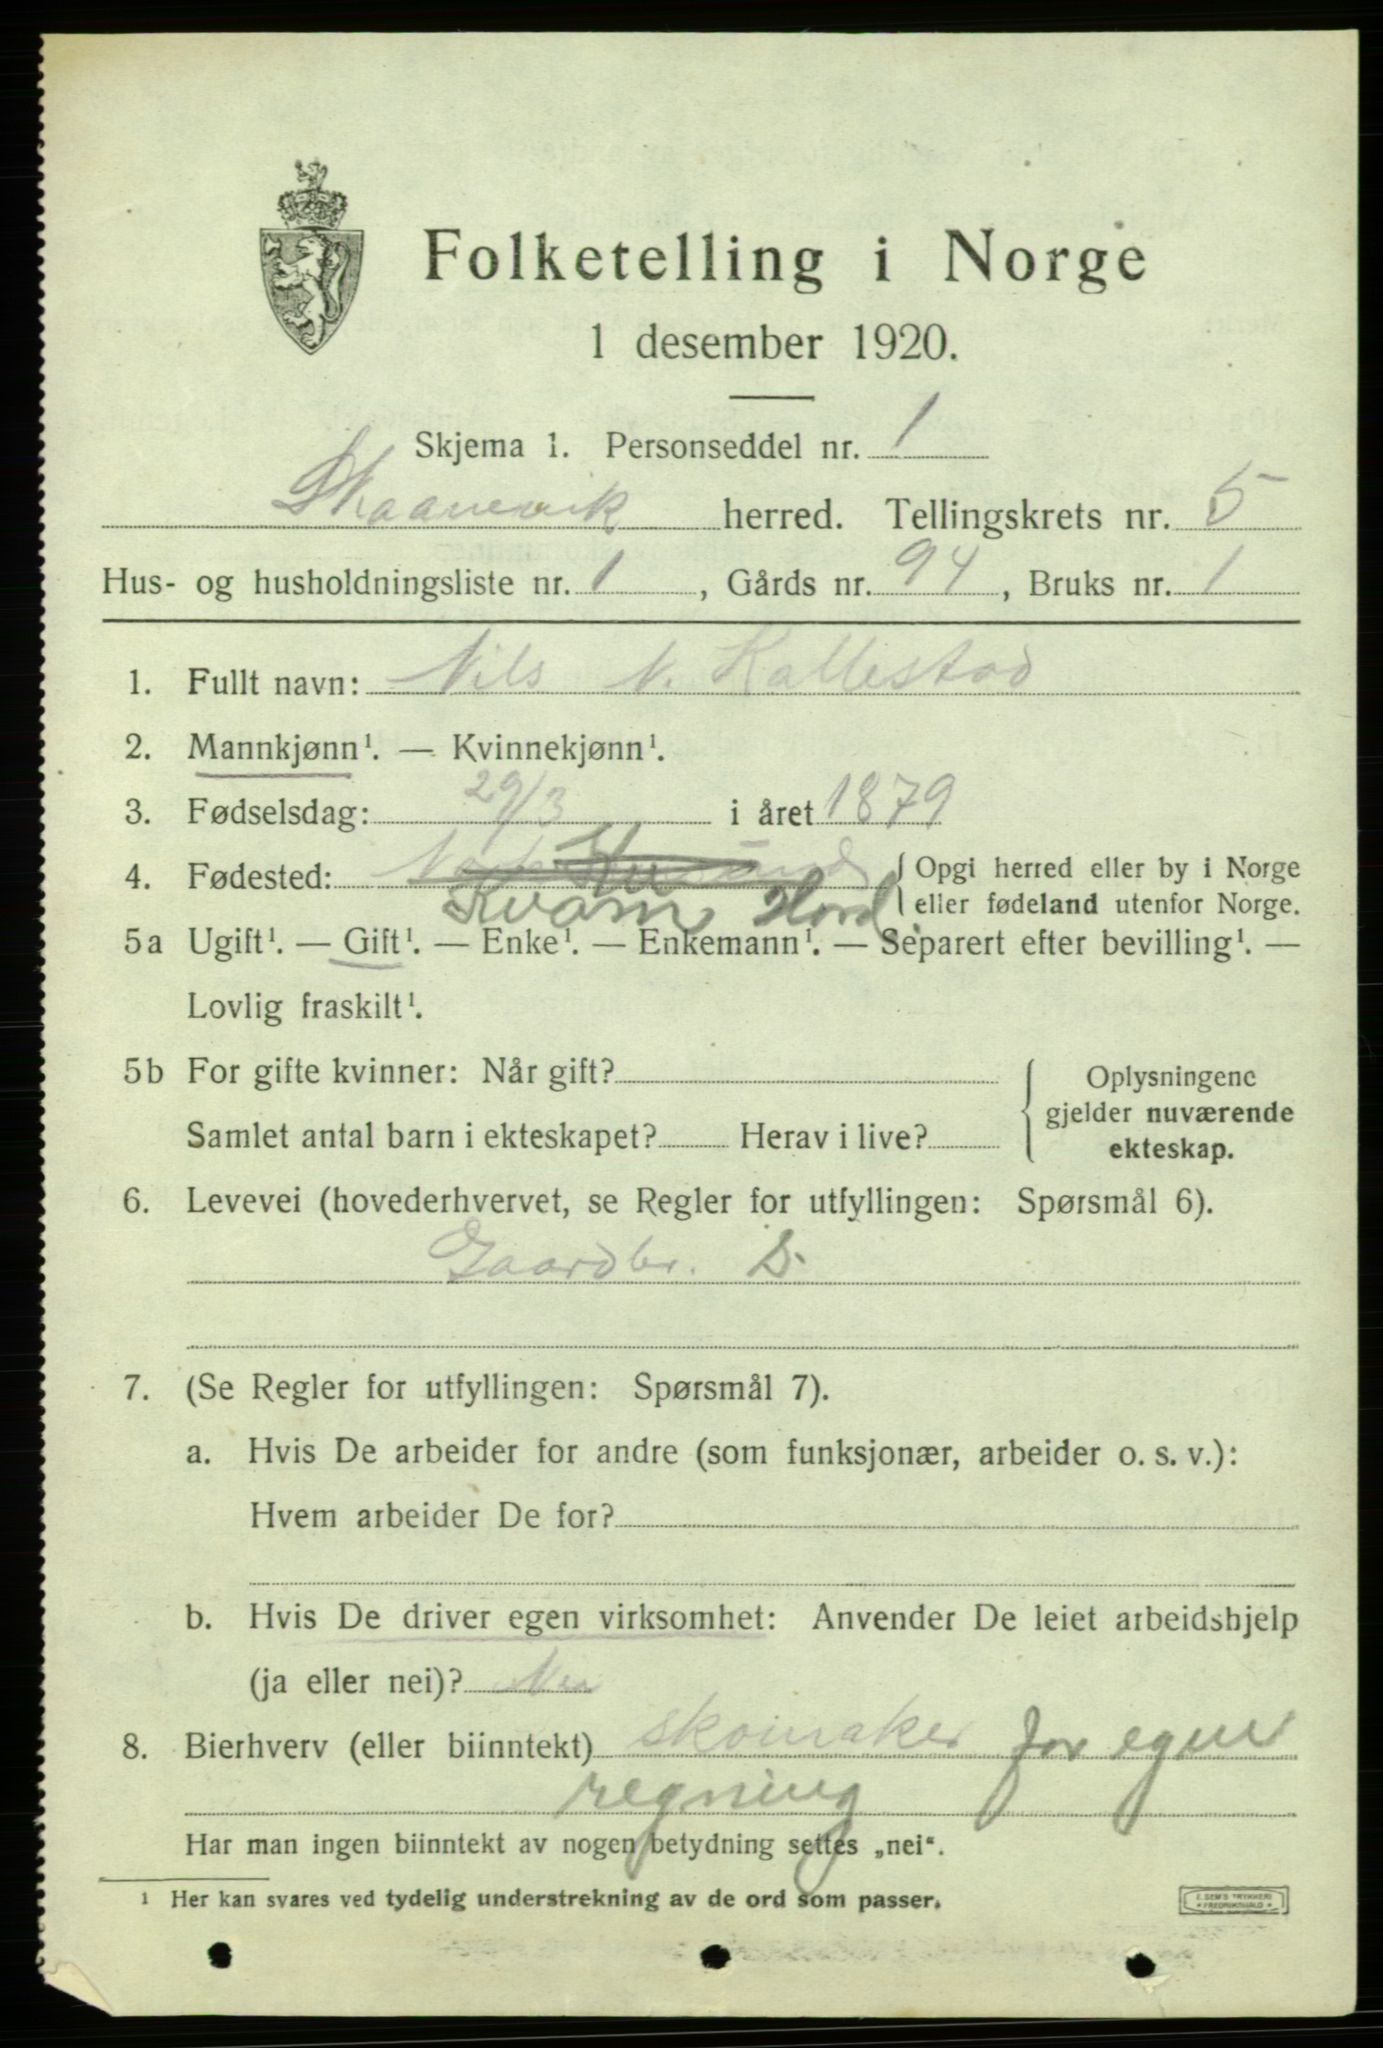 Folketelling i Norge
1 desember 1920.
Skjema 1. Personseddel nr. 1
Skaanevik herred. Tellingskrets nr. 5
Hus- og husholdningsliste nr. 1, Gårds nr. 94, Bruks nr. 1
1. Fullt navn: Nils N. Kallestad
2. Mannkjønn¹. — Kvinnekjønn¹.
3. Fødselsdag: 29/3 i året 1879
4. Fødested: Opgi herred eller by i Norge
eller fødeland utenfor Norge.
Kvam Hord.
5a Ugift¹. — Gift¹. — Enke¹. — Enkemann¹. — Separert efter bevilling¹. —
Lovlig fraskilt¹.
5b For gifte kvinner: Når gift?
Samlet antal barn i ekteskapet? Herav i live?
Oplysningene
gjelder nuværende
ekteskap.
6. Levevei (hovederhvervet, se Regler for utfyllingen: Spørsmål 6).
Gaardbr. S.
7. (Se Regler for utfyllingen: Spørsmål 7).
a. Hvis De arbeider for andre (som funksjonær, arbeider o. s. v.):
Hvem arbeider De for?
b. Hvis De driver egen virksomhet: Anvender De leiet arbeidshjelp
(ja eller nei)? Nei
8. Bierhverv (eller biinntekt) skomaker for egen
regning
Har man ingen biinntekt av nogen betydning settes „nei“.
¹ Her kan svares ved tydelig understrekning av de ord som passer.
E. SEM'S TRYKKERI
* FREDRIKSHALD *